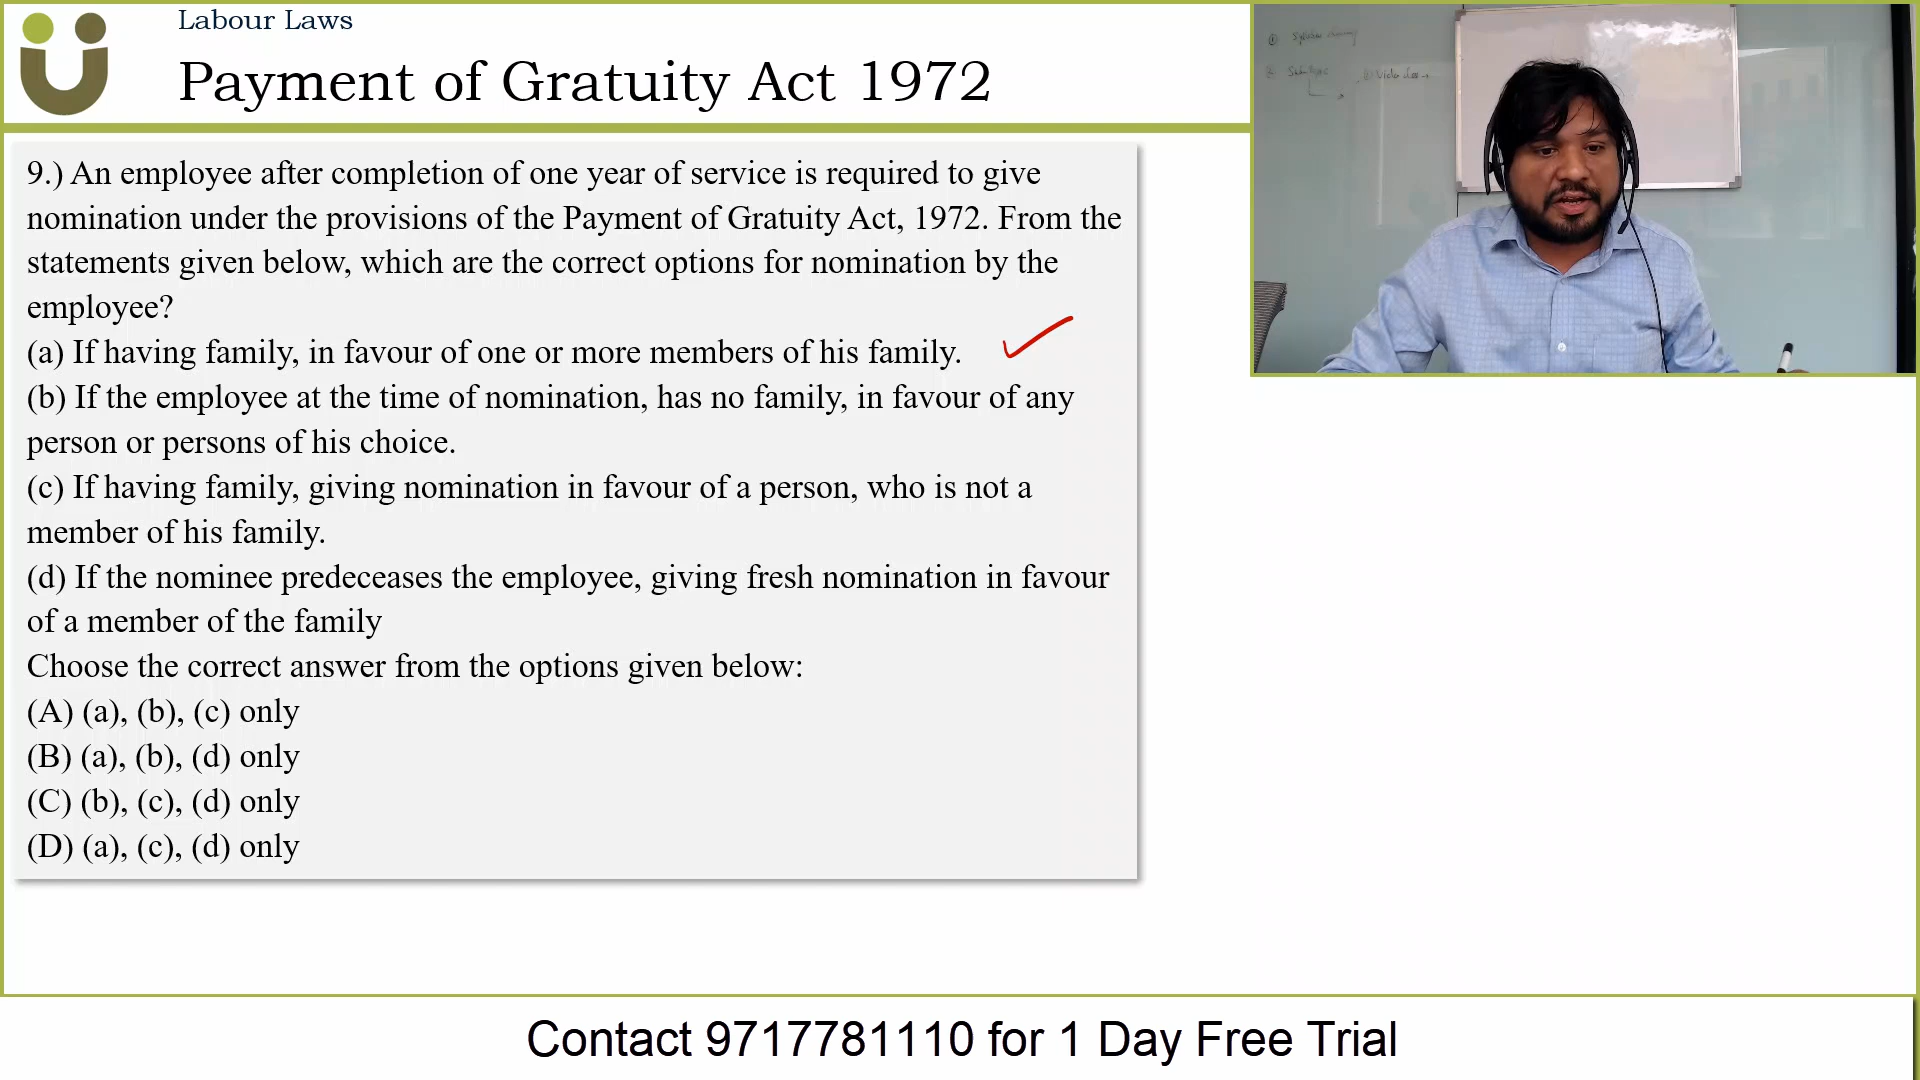 Labour Laws
Payment of Gratuity Act 1972
9.) An employee after completion of one year of service is required to give
nomination under the provisions of the Payment of Gratuity Act, 1972. From the
statements given below, which are the correct options for nomination by the
employee?
(a) If having family, in favour of one or more members of his family.
(b) If the employee at the time of nomination, has no family, in favour of any
person or persons of his choice.
(c) If having family, giving nomination in favour of a person, who is not a
member of his family.
(d) If the nominee predeceases the employee, giving fresh nomination in favour
of a member of the family
Choose the correct answer from the options given below:
(A) (a), (b), (c) only
(B) (a), (b), (d) only
(C) (b), (c), (d) only
(D) (a), (c), (d) only
Contact 9717781110 for 1 Day Free Trial